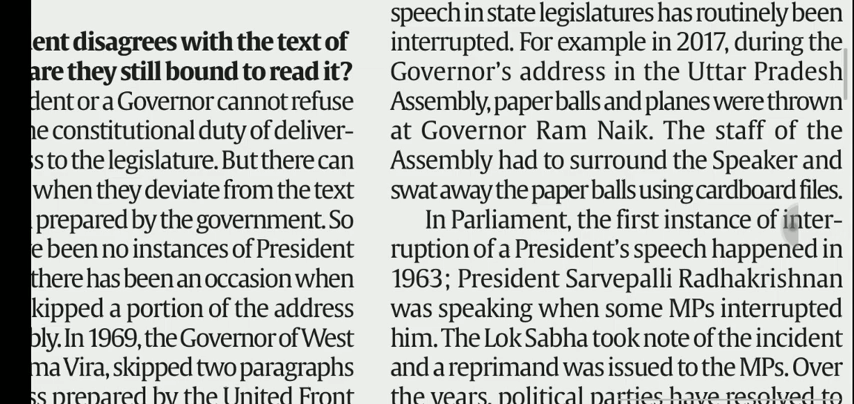 ent disagrees with the text of
are they still bound to read it?
dent or a Governor cannot refuse
e constitutional duty of deliver-
s to the legislature. But there can
when they deviate from the text
prepared by the government. So
e been no instances of President
there has been an occasion when
kipped a portion of the address
bly. In 1969, the Governor of West
ma Vira, skipped two paragraphs
ss prepared by the United Front
speech in state legislatures has routinely been
interrupted. For example in 2017, during the
Governor's address in the Uttar Pradesh
Assembly, paper balls and planes were thrown
at Governor Ram Naik. The staff of the
Assembly had to surround the Speaker and
swat away the paper balls using cardboard files.
In Parliament, the first instance of inter-
ruption of a President's speech happened in
1963; President Sarvepalli Radhakrishnan
was speaking when some MPs interrupted
him. The Lok Sabha took note of the incident
and a reprimand was issued to the MPs. Over
the years, political parties have resolved to